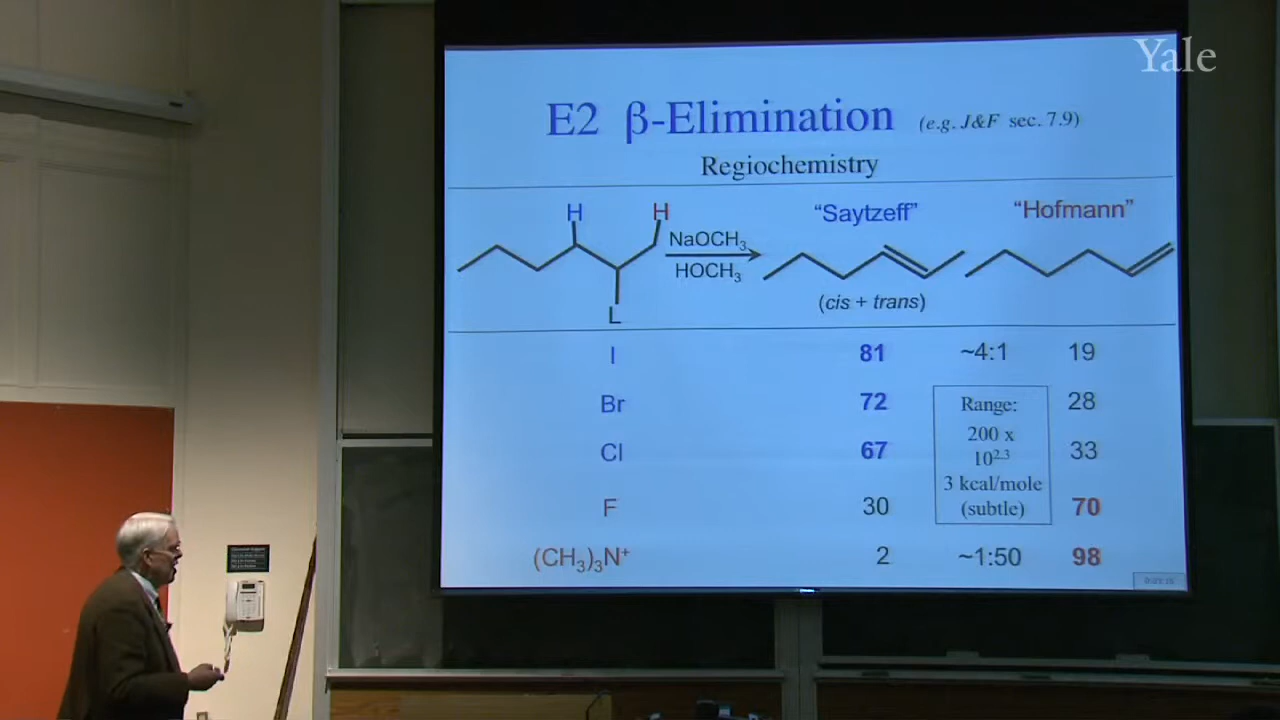 Yale
E2 β-Elimination (e.g. J&F sec. 7.9)
Regiochemistry
H H "Saytzeff" "Hofmann"
NaOCH3
HOCH3
L
(cis + trans)
I 81 ~4:1 19
Br 72 28
Cl 67 33
F 30 70
(CH3)3N+ 2 ~1:50 98
Range:
200 x
10^2.3
3 kcal/mole
(subtle)